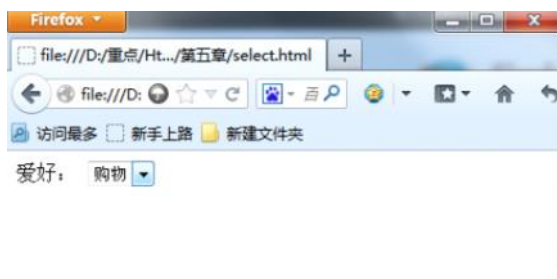 Firefox
file:///D:/重点/Ht.../第五章/select.html
file:///D:
百
访问最多 新手上路 新建文件夹
爱好： 购物